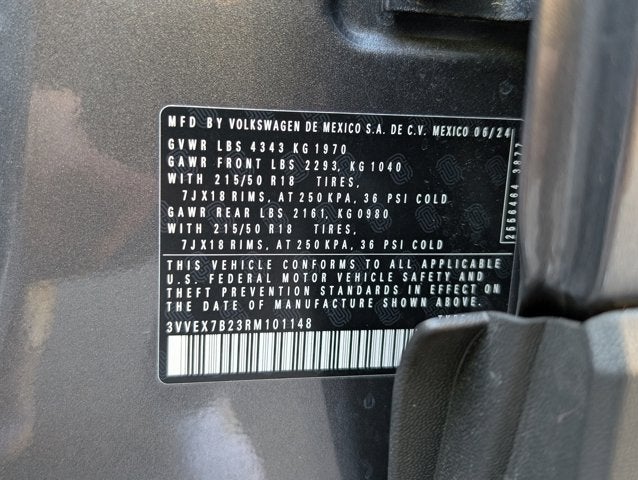 MFD BY VOLKSWAGEN DE MEXICO S.A. DE C.V. MEXICO 06/24
GVWR LBS 4343 KG 1970
GAWR FRONT LBS 2293, KG 1040
WITH 215/50 R18 TIRES,
7JX18 RIMS, AT 250 KPA, 36 PSI COLD
GAWR REAR LBS 2161, KG 0980
WITH 215/50 R18 TIRES,
7JX18 RIMS, AT 250 KPA, 36 PSI COLD
THIS VEHICLE CONFORMS TO ALL APPLICABLE
U.S. FEDERAL MOTOR VEHICLE SAFETY AND
THEFT PREVENTION STANDARDS IN EFFECT ON
THE DATE OF MANUFACTURE SHOWN ABOVE.
3VVEX7B23RM101148